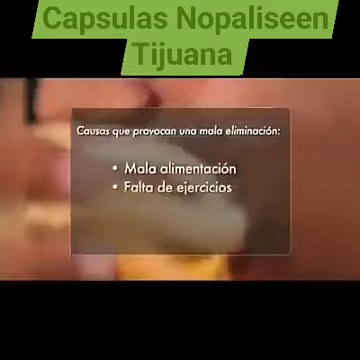 Capsulas Nopaliseen
Tijuana
Causas que provocan una mala eliminación:
• Mala alimentación
• Falta de ejercicios